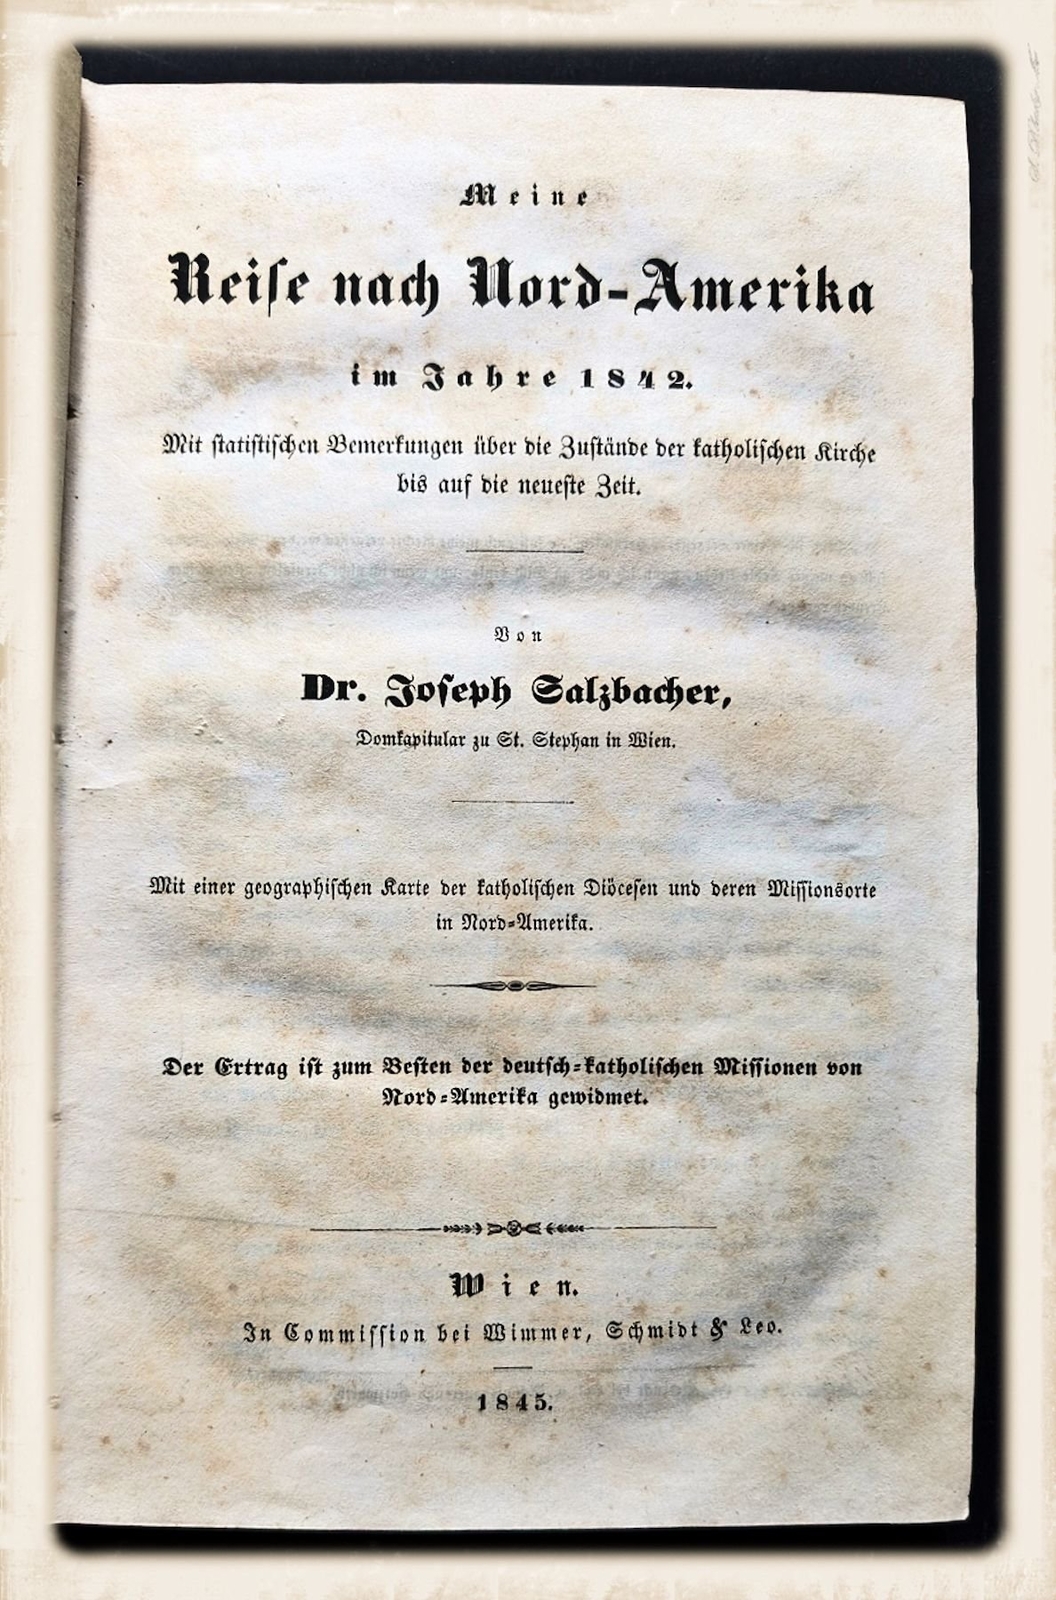 Meine
Reiſe nach Nord-Amerika
im Jahre 1842.
Mit ſtatiſtiſchen Bemerkungen über die Zuſtände der katholiſchen Kirche
bis auf die neueſte Zeit.
Von
Dr. Joſeph Salzbacher,
Domkapitular zu St. Stephan in Wien.
Mit einer geographiſchen Karte der katholiſchen Diöceſen und deren Miſſionsorte
in Nord-Amerika.
Der Ertrag iſt zum Beſten der deutſch-katholiſchen Miſſionen von
Nord-Amerika gewidmet.
Wien.
In Commiſſion bei Wimmer, Schmidt & Leo.
1845.